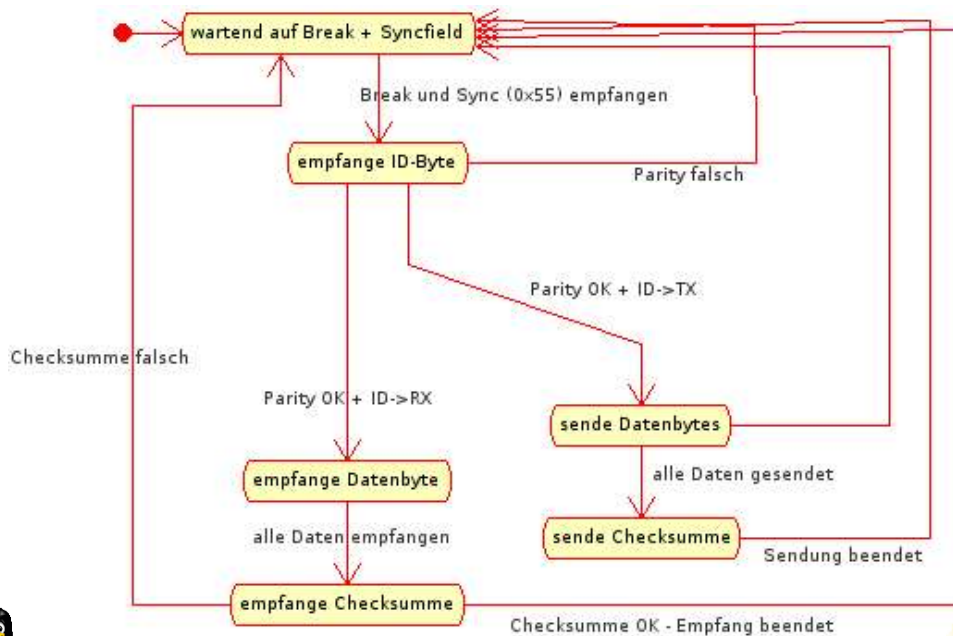 wartend auf Break + Syncfield
Break und Sync (0x55) empfangen
empfange ID-Byte
Parity falsch
Parity OK + ID->TX
Checksumme falsch
Parity OK + ID->RX
sende Datenbytes
empfange Datenbyte
alle Daten gesendet
alle Daten empfangen
sende Checksumme
Sendung beendet
empfange Checksumme
Checksumme OK - Empfang beendet